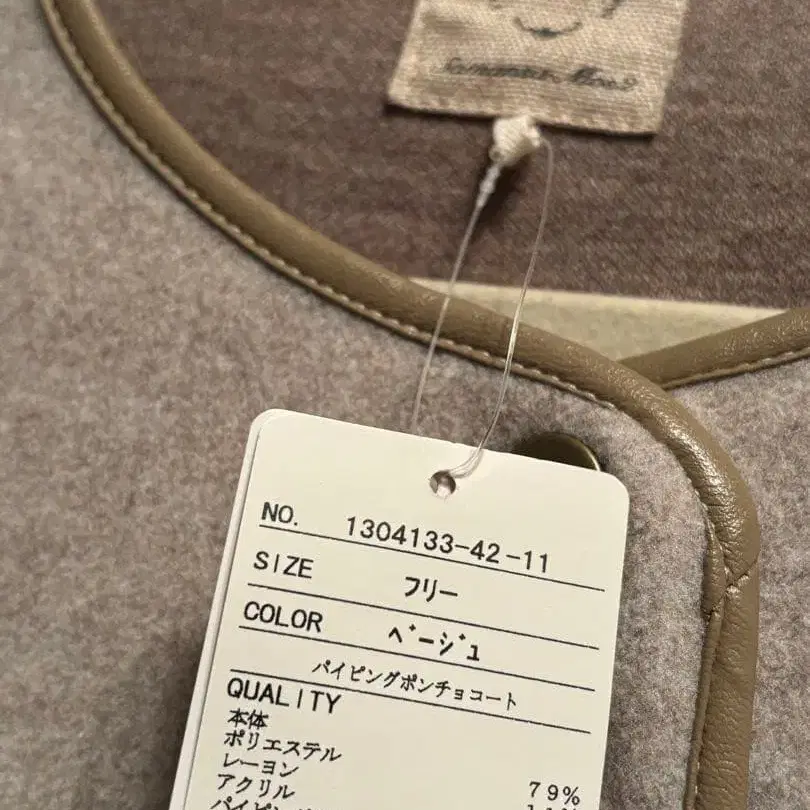 Samantha Mos2
NO. 1304133-42-11
SIZE フリー
COLOR ベージュ
パイピングポンチョコート
QUALITY
本体
ポリエステル 79%
レーヨン
アクリル